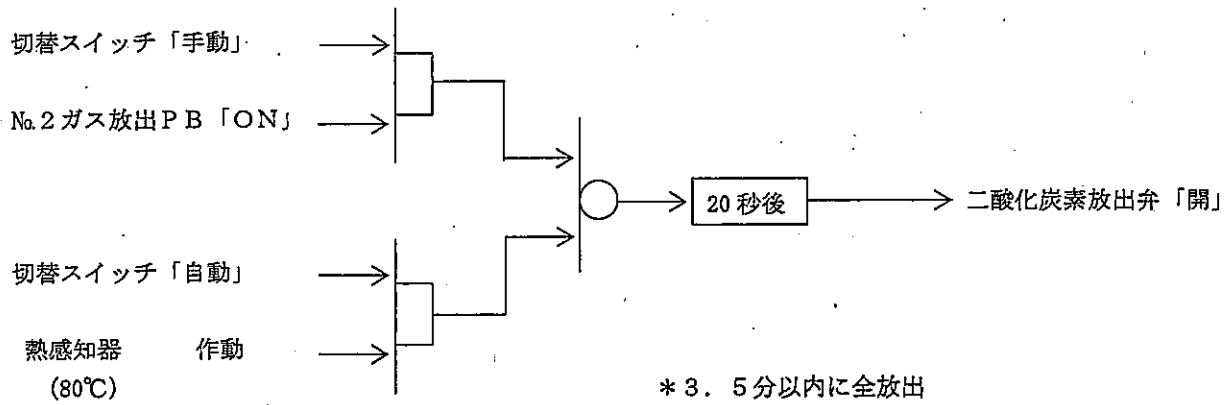 切替スイッチ「手動」
№2ガス放出PB「ON」
20秒後
二酸化炭素放出弁「開」
切替スイッチ「自動」
熱感知器　　作動
(80℃)
＊3．5分以内に全放出